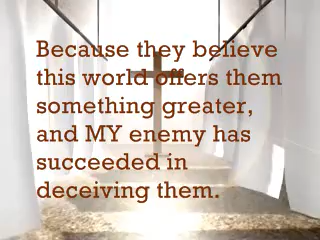 Because they believe
this world offers them
something greater,
and MY enemy has
succeeded in
deceiving them.